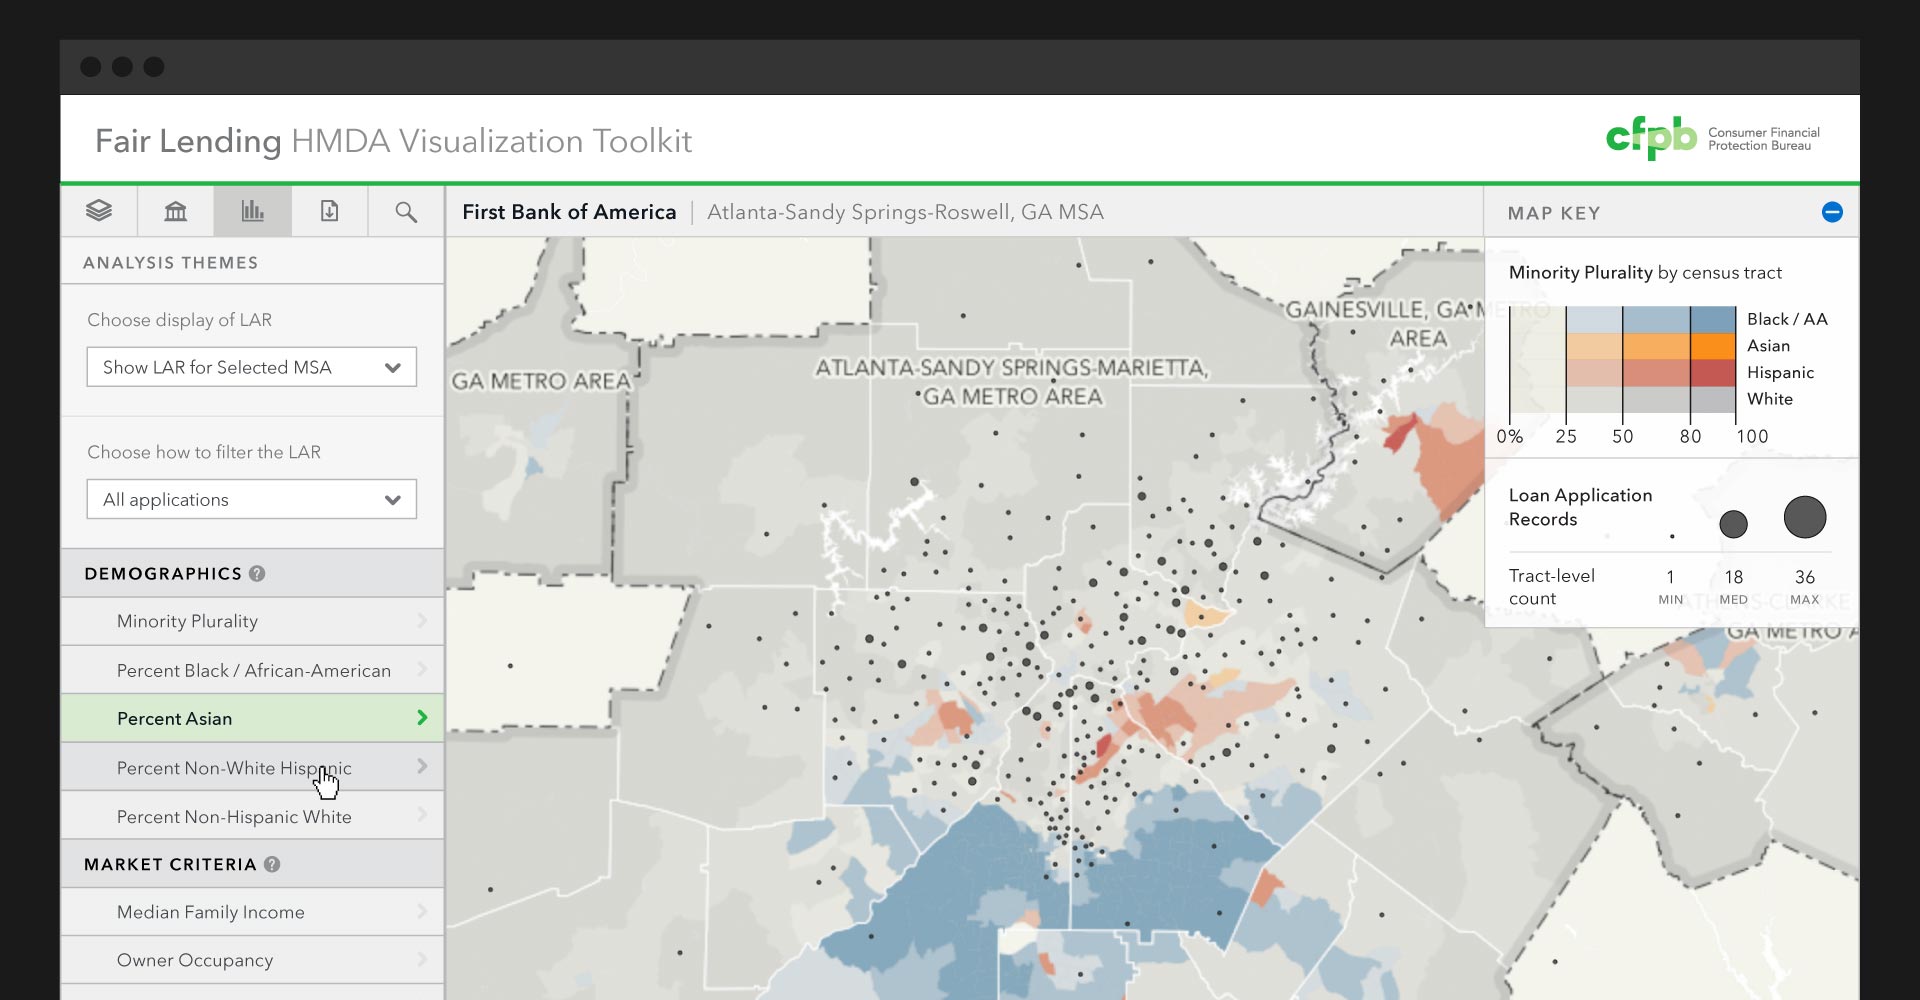 Fair Lending HMDA Visualization Toolkit
cfpb Consumer Financial
Protection Bureau
First Bank of America | Atlanta-Sandy Springs-Roswell, GA MSA
MAP KEY
ANALYSIS THEMES
Choose display of LAR
Show LAR for Selected MSA
Choose how to filter the LAR
All applications
DEMOGRAPHICS ?
Minority Plurality
Percent Black / African-American
Percent Asian
Percent Non-White Hispanic
Percent Non-Hispanic White
MARKET CRITERIA ?
Median Family Income
Owner Occupancy
GA METRO AREA
ATLANTA-SANDY SPRINGS-MARIETTA,
GA METRO AREA
GAINESVILLE, GA METRO
AREA
Minority Plurality by census tract
Black / AA
Asian
Hispanic
White
0% 25 50 80 100
Loan Application
Records
Tract-level
count
1 18 36
MIN MED MAX
ATHENS-CLARKE
GA METRO A